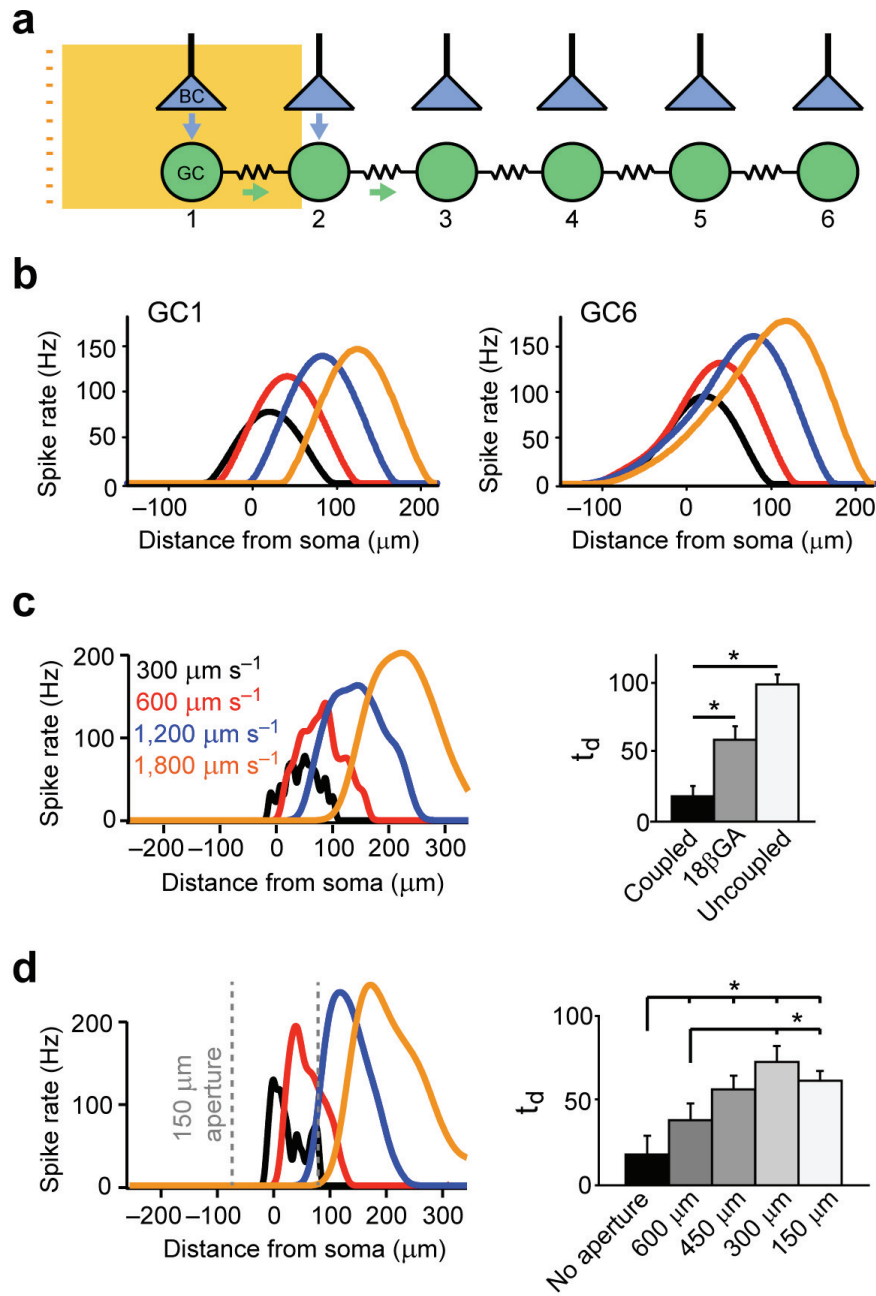 a
BC
GC
1 2 3 4 5 6
b
GC1
Spike rate (Hz)
150
100
50
0
−100 0 100 200
Distance from soma (μm)
GC6
Spike rate (Hz)
150
100
50
0
−100 0 100 200
Distance from soma (μm)
c
Spike rate (Hz)
200
100
0
300 μm s⁻¹
600 μm s⁻¹
1,200 μm s⁻¹
1,800 μm s⁻¹
−200 −100 0 100 200 300
Distance from soma (μm)
td
100
50
0
* 
*
Coupled
18βGA
Uncoupled
d
Spike rate (Hz)
200
100
0
150 μm
aperture
−200 −100 0 100 200 300
Distance from soma (μm)
td
100
50
0
*
*
No aperture
600 μm
450 μm
300 μm
150 μm